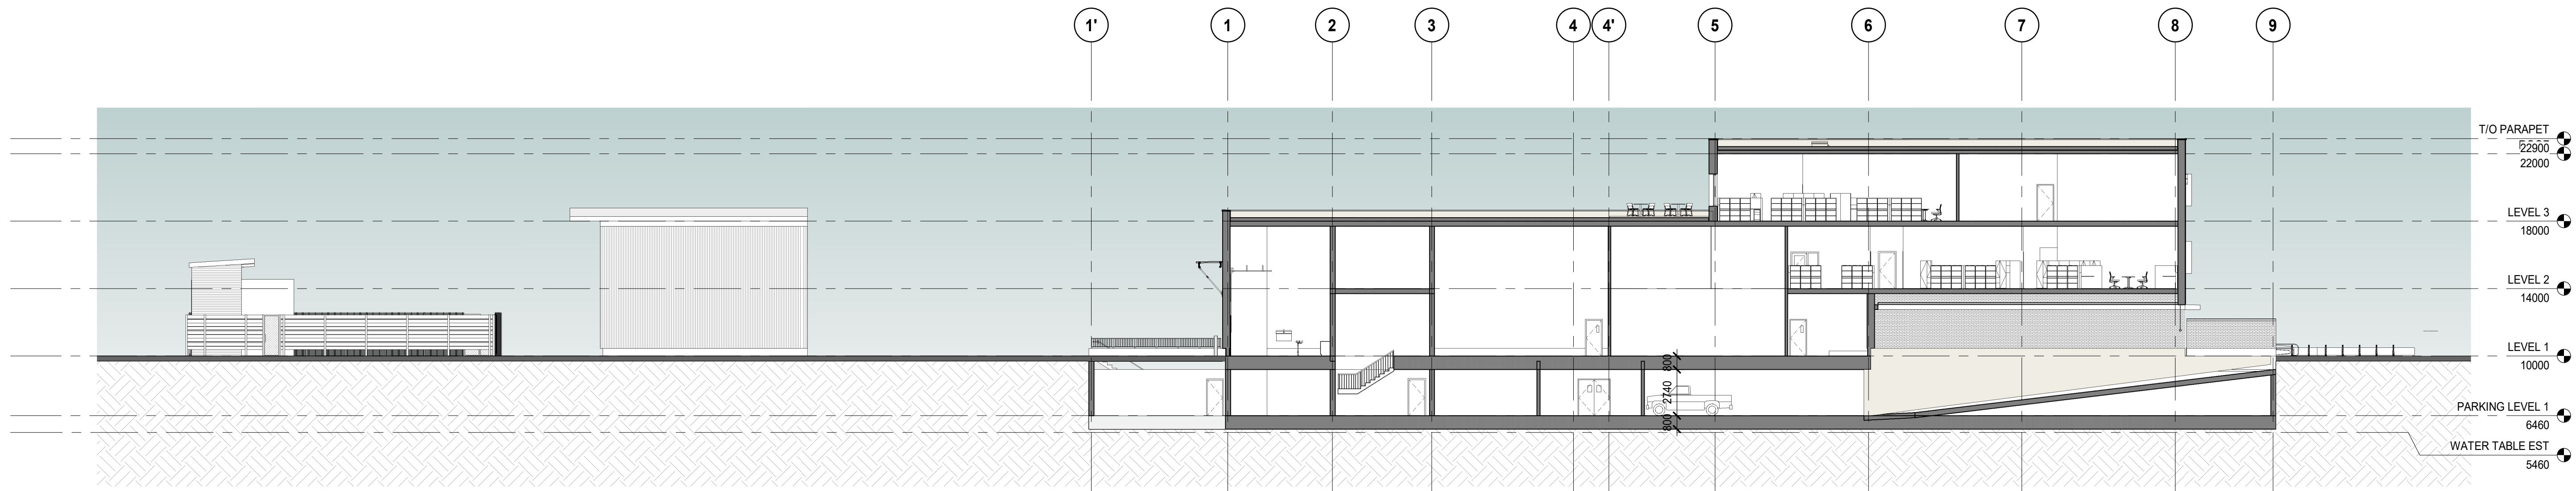 1' 1 2 3 4 4' 5 6 7 8 9
T/O PARAPET
22900
22000
LEVEL 3
18000
LEVEL 2
14000
LEVEL 1
10000
800
2740
800
PARKING LEVEL 1
6460
WATER TABLE EST
5460